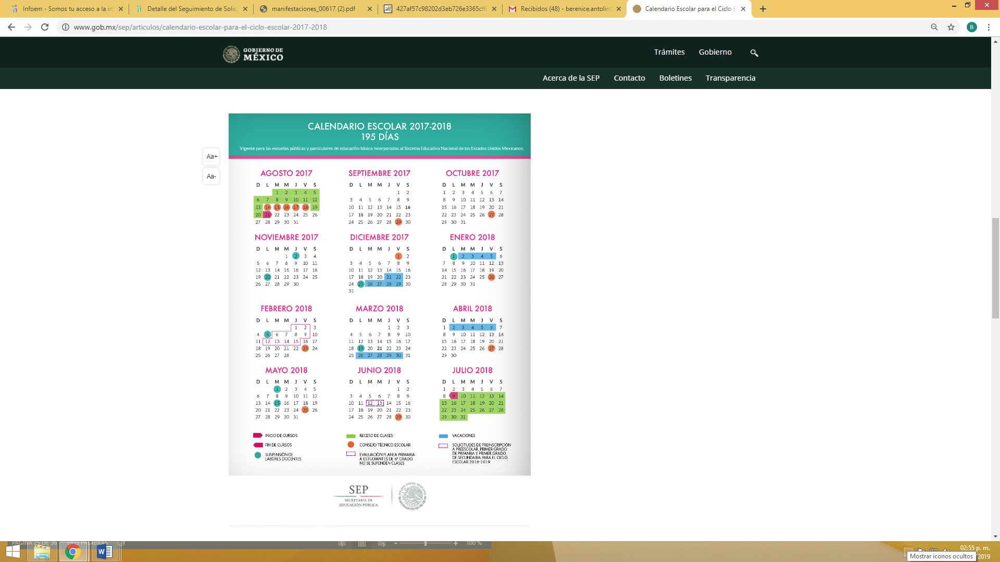 Infoem - Somos tu acceso a la in
Detalle del Seguimiento de Solici
manifestaciones_00617 (2).pdf
427af57c98202d3eb726e3365cf6
Recibidos (48) - berenice.antolin
Calendario Escolar para el Ciclo E
www.gob.mx/sep/articulos/calendario-escolar-para-el-ciclo-escolar-2017-2018
B
GOBIERNO DE
MÉXICO
Trámites Gobierno
Acerca de la SEP Contacto Boletines Transparencia
Aa+
Aa-
CALENDARIO ESCOLAR 2017-2018
195 DÍAS
Vigente para las escuelas públicas y particulares de educación básica incorporadas al Sistema Educativo Nacional de los Estados Unidos Mexicanos.
AGOSTO 2017
D L M M J V S
1 2 3 4 5
6 7 8 9 10 11 12
13 14 15 16 17 18 19
20 21 22 23 24 25 26
27 28 29 30 31
SEPTIEMBRE 2017
D L M M J V S
1 2
3 4 5 6 7 8 9
10 11 12 13 14 15 16
17 18 19 20 21 22 23
24 25 26 27 28 29 30
OCTUBRE 2017
D L M M J V S
1 2 3 4 5 6 7
8 9 10 11 12 13 14
15 16 17 18 19 20 21
22 23 24 25 26 27 28
29 30 31
NOVIEMBRE 2017
D L M M J V S
1 2 3 4
5 6 7 8 9 10 11
12 13 14 15 16 17 18
19 20 21 22 23 24 25
26 27 28 29 30
DICIEMBRE 2017
D L M M J V S
1 2
3 4 5 6 7 8 9
10 11 12 13 14 15 16
17 18 19 20 21 22 23
24 25 26 27 28 29 30
31
ENERO 2018
D L M M J V S
1 2 3 4 5 6
7 8 9 10 11 12 13
14 15 16 17 18 19 20
21 22 23 24 25 26 27
28 29 30 31
FEBRERO 2018
D L M M J V S
1 2 3
4 5 6 7 8 9 10
11 12 13 14 15 16 17
18 19 20 21 22 23 24
25 26 27 28
MARZO 2018
D L M M J V S
1 2 3
4 5 6 7 8 9 10
11 12 13 14 15 16 17
18 19 20 21 22 23 24
25 26 27 28 29 30 31
ABRIL 2018
D L M M J V S
1 2 3 4 5 6 7
8 9 10 11 12 13 14
15 16 17 18 19 20 21
22 23 24 25 26 27 28
29 30
MAYO 2018
D L M M J V S
1 2 3 4 5
6 7 8 9 10 11 12
13 14 15 16 17 18 19
20 21 22 23 24 25 26
27 28 29 30 31
JUNIO 2018
D L M M J V S
1 2
3 4 5 6 7 8 9
10 11 12 13 14 15 16
17 18 19 20 21 22 23
24 25 26 27 28 29 30
JULIO 2018
D L M M J V S
1 2 3 4 5 6 7
8 9 10 11 12 13 14
15 16 17 18 19 20 21
22 23 24 25 26 27 28
29 30 31
INICIO DE CURSOS
FIN DE CURSOS
SUSPENSIÓN DE
LABORES DOCENTES
RECESO DE CLASES
CONSEJO TÉCNICO ESCOLAR
EVALUACIÓN PLANEA PRIMARIA
A ESTUDIANTES DE 6º GRADO.
NO SE SUPENDEN CLASES
VACACIONES
SOLICITUDES DE PREINSCRIPCIÓN
A PREESCOLAR, PRIMER GRADO
DE PRIMARIA Y PRIMER GRADO
DE SECUNDARIA PARA EL CICLO
ESCOLAR 2018-2019
SEP
SECRETARÍA DE
EDUCACIÓN PÚBLICA
ESTADOS UNIDOS MEXICANOS
PÁGINA 25 DE 36
PALABRAS
100 %
02:55 p. m.
/2019
Mostrar iconos ocultos